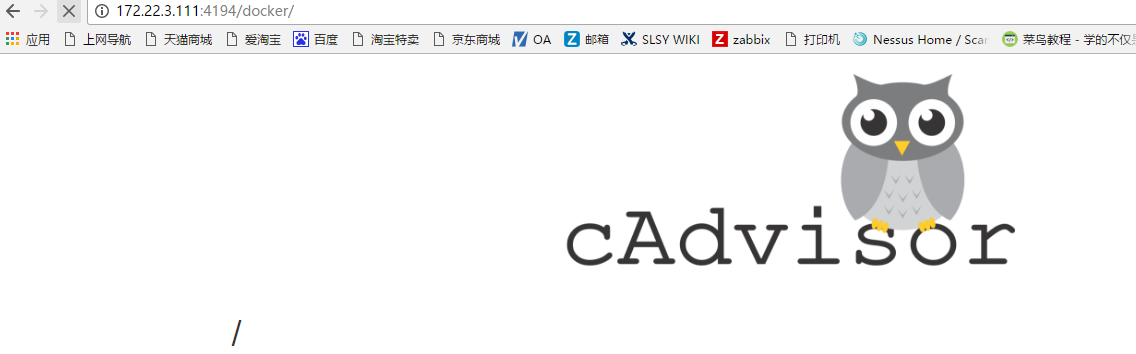 172.22.3.111:4194/docker/
应用 上网导航 天猫商城 爱淘宝 百度 淘宝特卖 京东商城 OA 邮箱 SLSY WIKI zabbix 打印机 Nessus Home / Scan 菜鸟教程 - 学的不仅是
cAdvisor
/